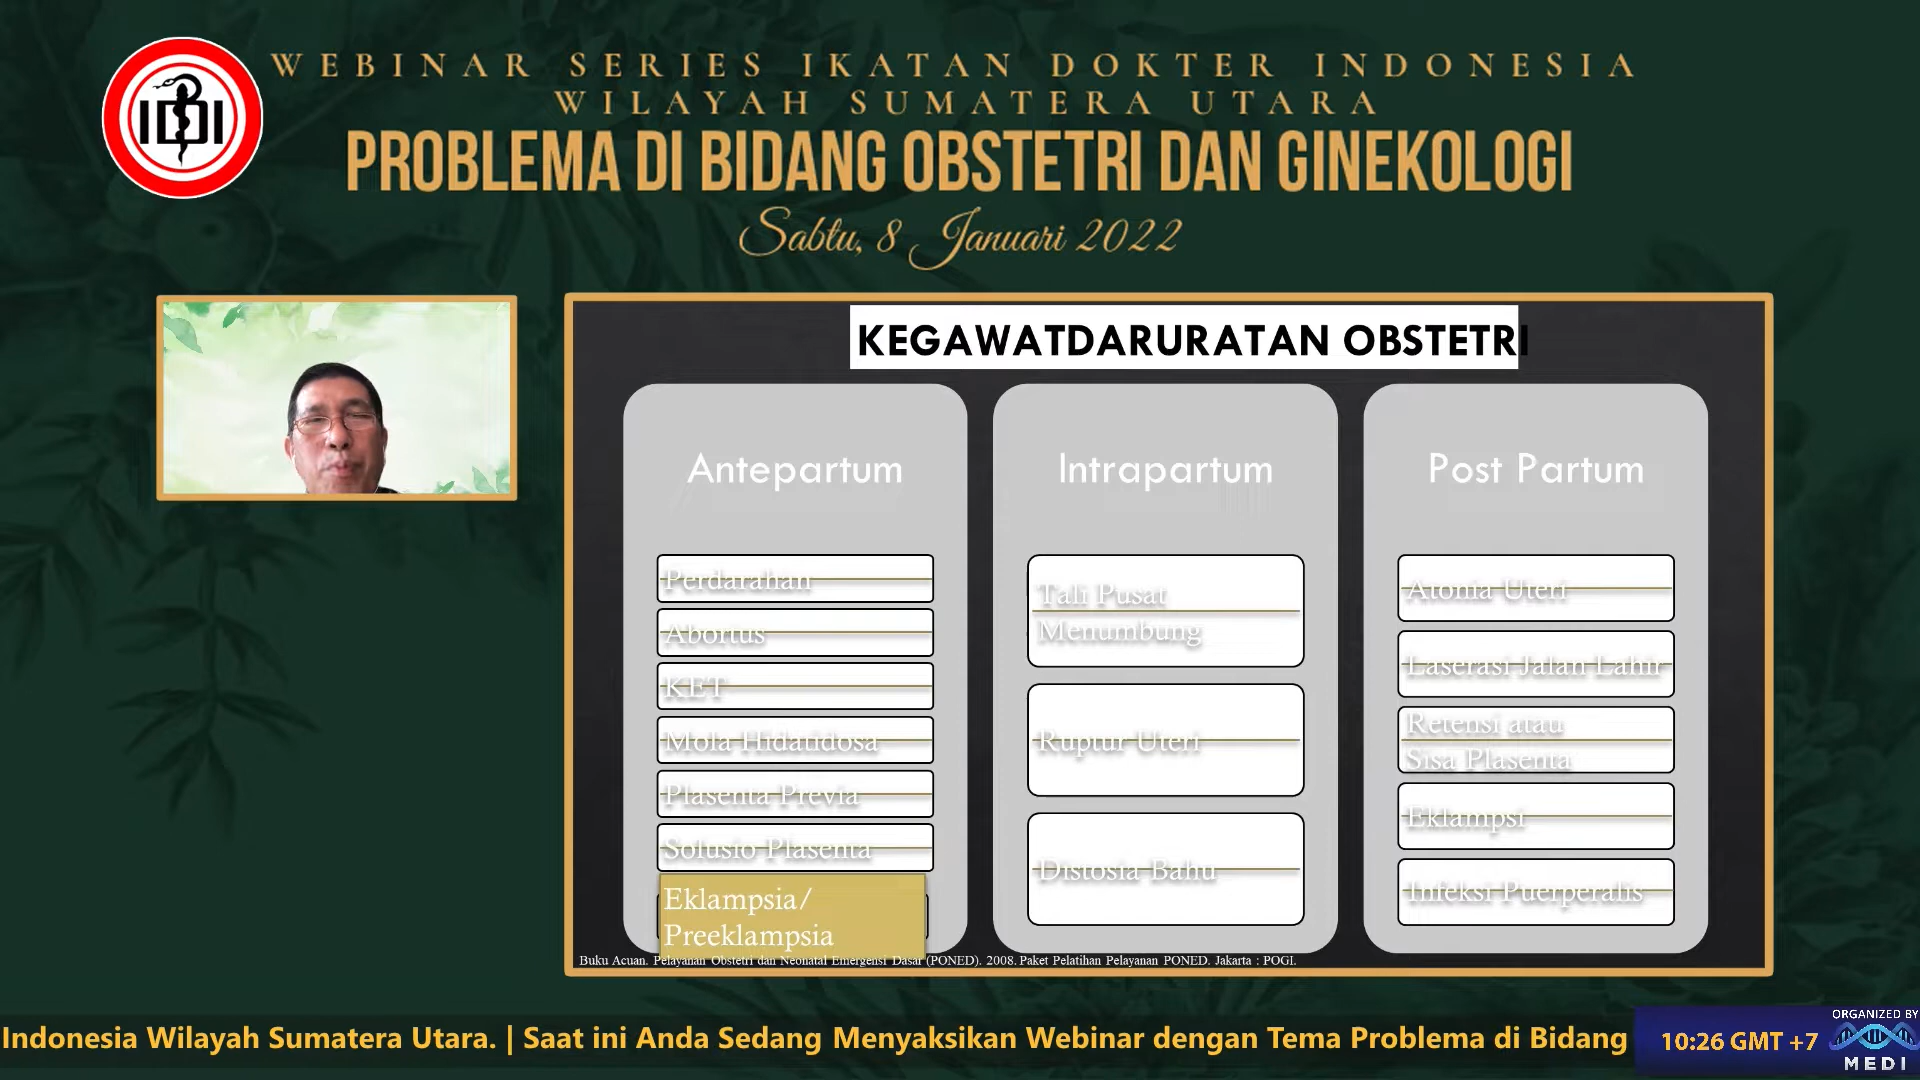 IDI
WEBINAR SERIES IKATAN DOKTER INDONESIA
WILAYAH SUMATERA UTARA
PROBLEMA DI BIDANG OBSTETRI DAN GINEKOLOGI
Sabtu, 8 Januari 2022
KEGAWATDARURATAN OBSTETRI
Antepartum
Perdarahan
Abortus
KET
Mola Hidatidosa
Plasenta Previa
Solusio Plasenta
Eklampsia/
Preeklampsia
Intrapartum
Tali Pusat
Menumbung
Ruptur Uteri
Distosia Bahu
Post Partum
Atonia Uteri
Laserasi Jalan Lahir
Retensi atau
Sisa Plasenta
Eklampsi
Infeksi Puerperalis
Buku Acuan. Pelayanan Obstetri dan Neonatal Emergensi Dasar (PONED). 2008. Paket Pelatihan Pelayanan PONED. Jakarta : POGI.
Indonesia Wilayah Sumatera Utara. | Saat ini Anda Sedang Menyaksikan Webinar dengan Tema Problema di Bidang
10:26 GMT +7
ORGANIZED BY
MEDI